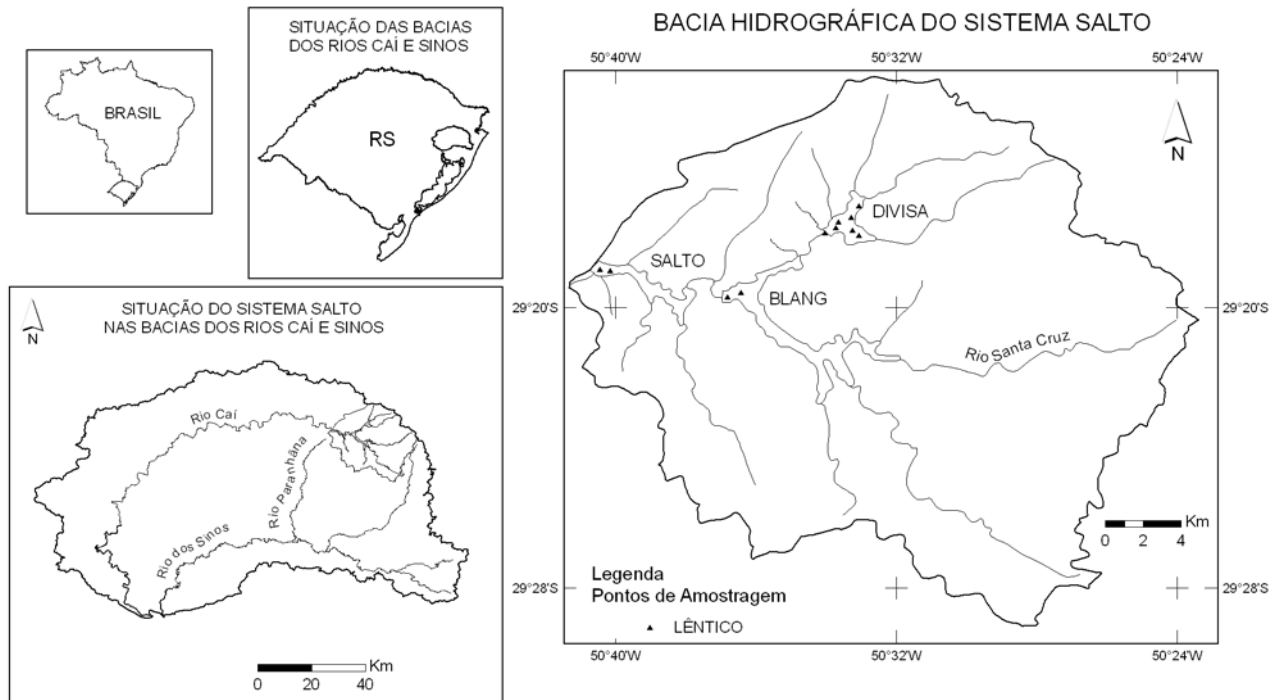 BRASIL
SITUAÇÃO DAS BACIAS
DOS RIOS CAÍ E SINOS
RS
SITUAÇÃO DO SISTEMA SALTO
NAS BACIAS DOS RIOS CAÍ E SINOS
N
Rio Caí
Rio Paranhâna
Rio dos Sinos
Km
0 20 40
BACIA HIDROGRÁFICA DO SISTEMA SALTO
50°40'W 50°32'W 50°24'W
N
DIVISA
SALTO
BLANG
29°20'S 29°20'S
Rio Santa Cruz
Km
0 2 4
29°28'S 29°28'S
Legenda
Pontos de Amostragem
LÊNTICO
50°40'W 50°32'W 50°24'W